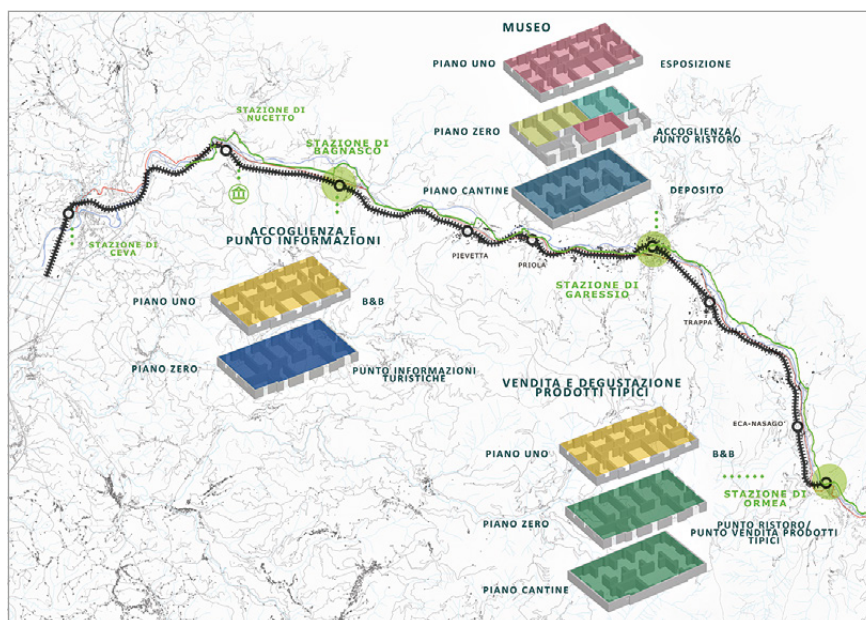 MUSEO
PIANO UNO
ESPOSIZIONE
STAZIONE DI
NUCETTO
PIANO ZERO
ACCOGLIENZA/
PUNTO RISTORO
STAZIONE DI
BAGNASCO
PIANO CANTINE
DEPOSITO
STAZIONE DI
CEVA
ACCOGLIENZA E
PUNTO INFORMAZIONI
PIEVETTA
PRIOLA
STAZIONE DI
GARESSIO
PIANO UNO
B&B
TRAPPA
PIANO ZERO
PUNTO INFORMAZIONI
TURISTICHE
VENDITA E DEGUSTAZIONE
PRODOTTI TIPICI
ECA-NASAGO
PIANO UNO
B&B
STAZIONE DI
ORMEA
PIANO ZERO
PUNTO RISTORO/
PUNTO VENDITA PRODOTTI
TIPICI
PIANO CANTINE